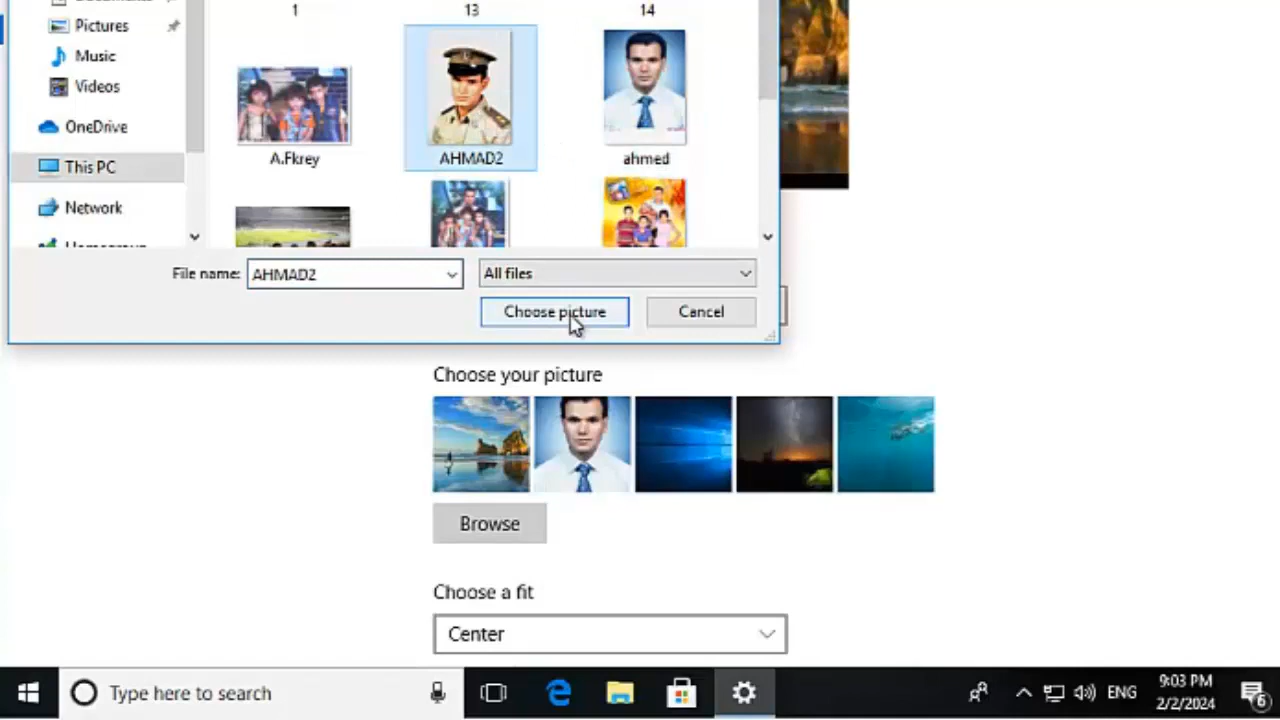 1 13 14
Pictures
Music
Videos
OneDrive
This PC
Network
A.Fkrey AHMAD2 ahmed
File name: AHMAD2 All files
Choose picture Cancel
Choose your picture
Browse
Choose a fit
Center
Type here to search
ENG
9:03 PM
2/2/2024
6